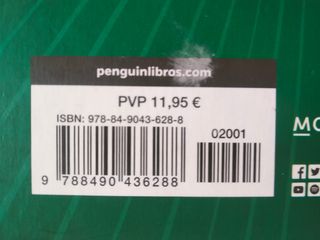 penguinlibros.com
PVP 11,95 €
ISBN: 978-84-9043-628-8
02001
9 788490 436288